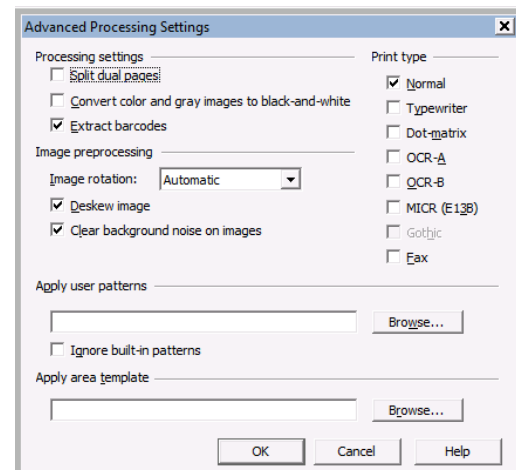 Advanced Processing Settings
Processing settings
Split dual pages
Convert color and gray images to black-and-white
Extract barcodes
Image preprocessing
Image rotation: Automatic
Deskew image
Clear background noise on images
Print type
Normal
Typewriter
Dot-matrix
OCR-A
OCR-B
MICR (E13B)
Gothic
Fax
Apply user patterns
Browse...
Ignore built-in patterns
Apply area template
Browse...
OK Cancel Help